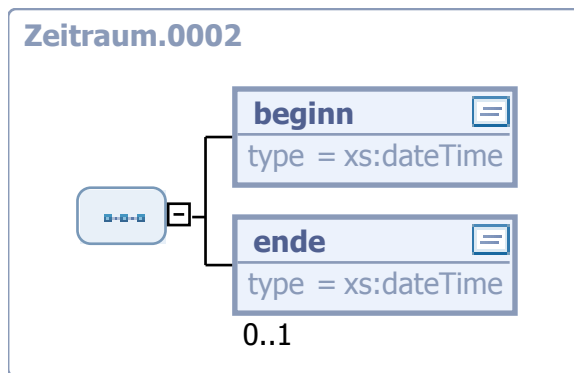 Zeitraum.0002
beginn
type = xs:dateTime
ende
type = xs:dateTime
0..1